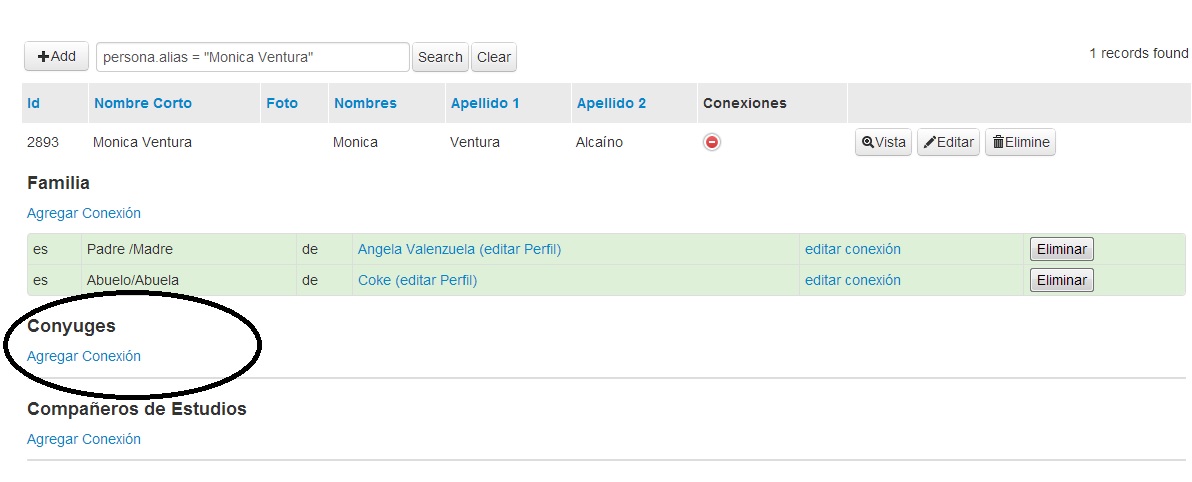 +Add persona.alias = "Monica Ventura" Search Clear 1 records found
Id Nombre Corto Foto Nombres Apellido 1 Apellido 2 Conexiones
2893 Monica Ventura Monica Ventura Alcaíno Vista Editar Elimine
Familia
Agregar Conexión
es Padre /Madre de Angela Valenzuela (editar Perfil) editar conexión Eliminar
es Abuelo/Abuela de Coke (editar Perfil) editar conexión Eliminar
Conyuges
Agregar Conexión
Compañeros de Estudios
Agregar Conexión